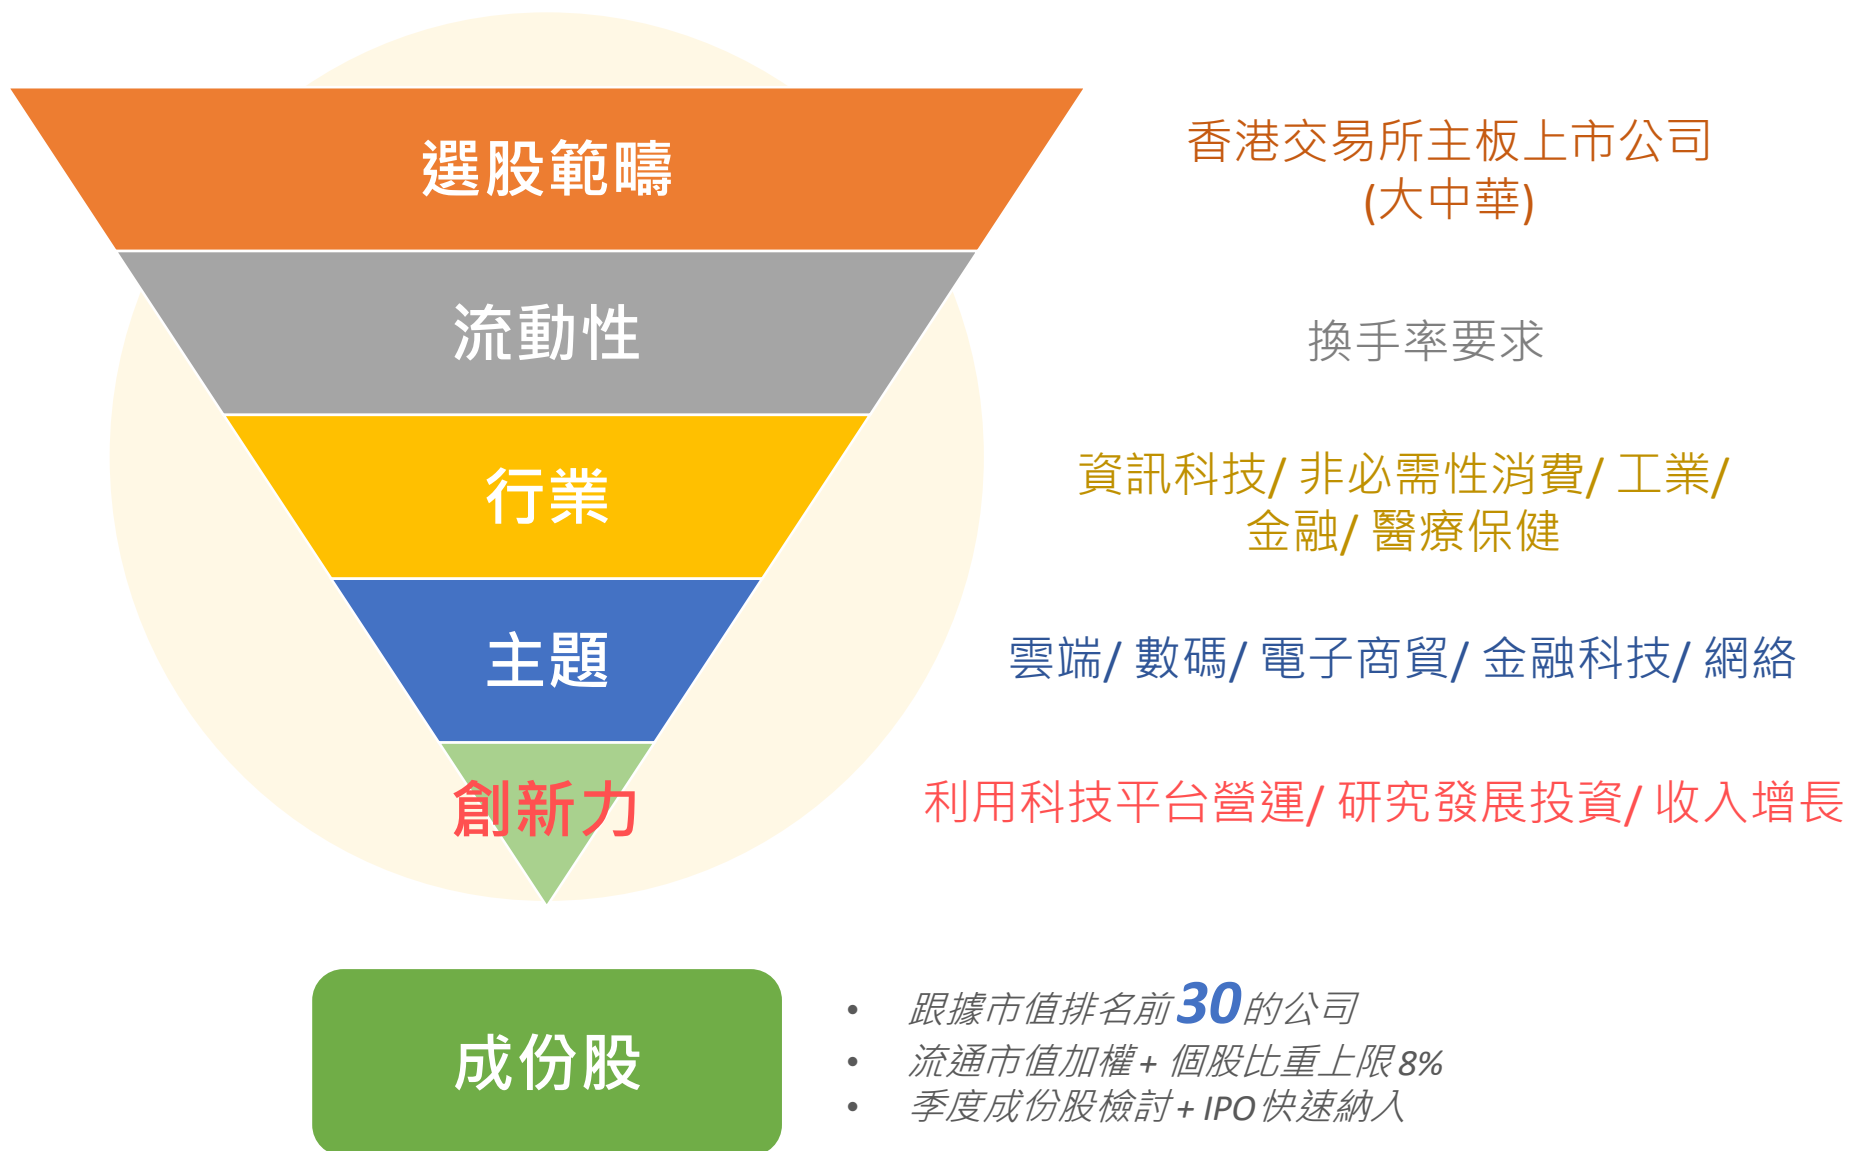 選股範疇
香港交易所主板上市公司
(大中華)
流動性
換手率要求
行業
資訊科技/ 非必需性消費/ 工業/
金融/ 醫療保健
主題
雲端/ 數碼/ 電子商貿/ 金融科技/ 網絡
創新力
利用科技平台營運/ 研究發展投資/ 收入增長
成份股
• 跟據市值排名前30的公司
• 流通市值加權 + 個股比重上限 8%
• 季度成份股檢討 + IPO 快速納入